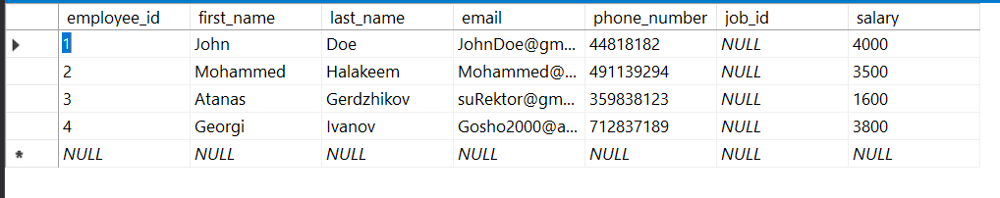 employee_id first_name last_name email phone_number job_id salary
1 John Doe JohnDoe@gm... 44818182 NULL 4000
2 Mohammed Halakeem Mohammed@... 491139294 NULL 3500
3 Atanas Gerdzhikov suRektor@gm... 359838123 NULL 1600
4 Georgi Ivanov Gosho2000@a... 712837189 NULL 3800
NULL NULL NULL NULL NULL NULL NULL